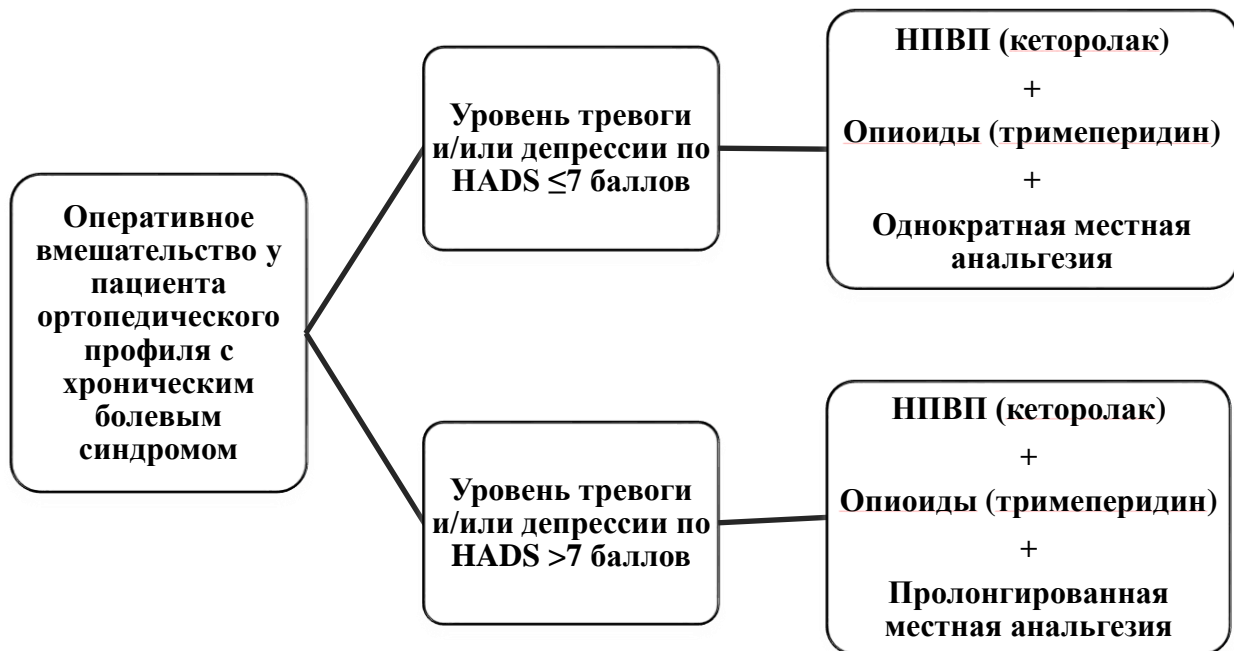 Оперативное
вмешательство у
пациента
ортопедического
профиля с
хроническим
болевым
синдромом
Уровень тревоги
и/или депрессии по
HADS ≤7 баллов
НПВП (кеторолак)
+
Опиоиды (тримеперидин)
+
Однократная местная
анальгезия
Уровень тревоги
и/или депрессии по
HADS >7 баллов
НПВП (кеторолак)
+
Опиоиды (тримеперидин)
+
Пролонгированная
местная анальгезия